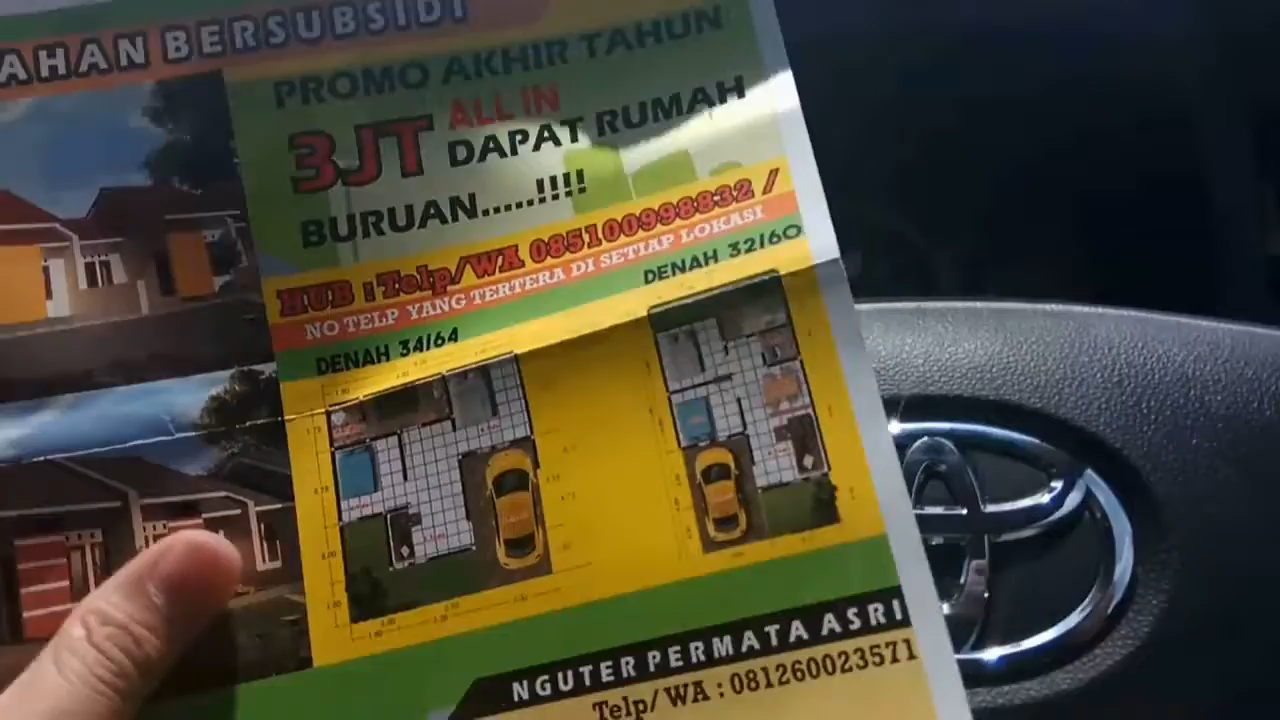 AHAN BERSUBSIDI
PROMO AKHIR TAHUN
3JT ALL IN
DAPAT RUMAH
BURUAN.....!!!!
HUB : Telp/WA 085100998832 /
NO TELP YANG TERTERA DI SETIAP LOKASI
DENAH 34/64
DENAH 32/60
NGUTER PERMATA ASRI
Telp/WA : 081260023571